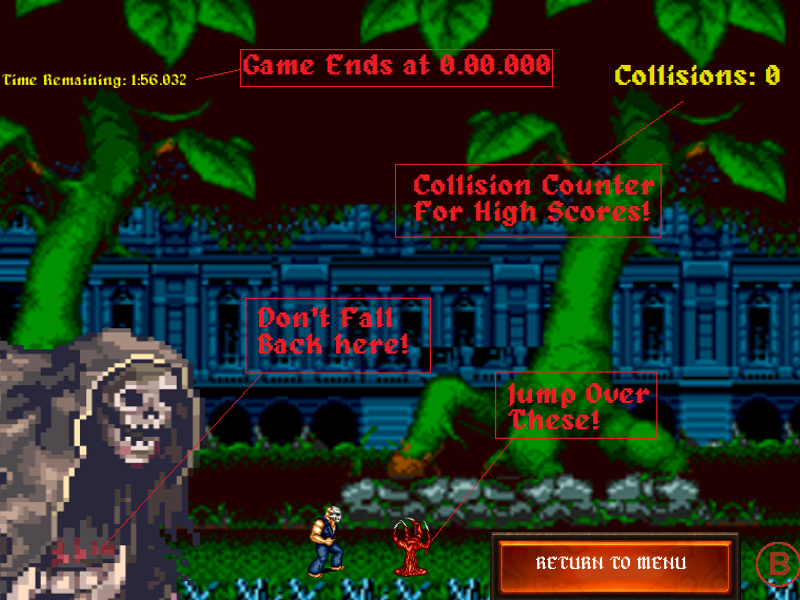 Game Ends at 0.00.000
Time Remaining: 1:56.032
Collisions: 0
Collision Counter
For High Scores!
Don't Fall
Back here!
Jump Over
These!
RETURN TO MENU
B